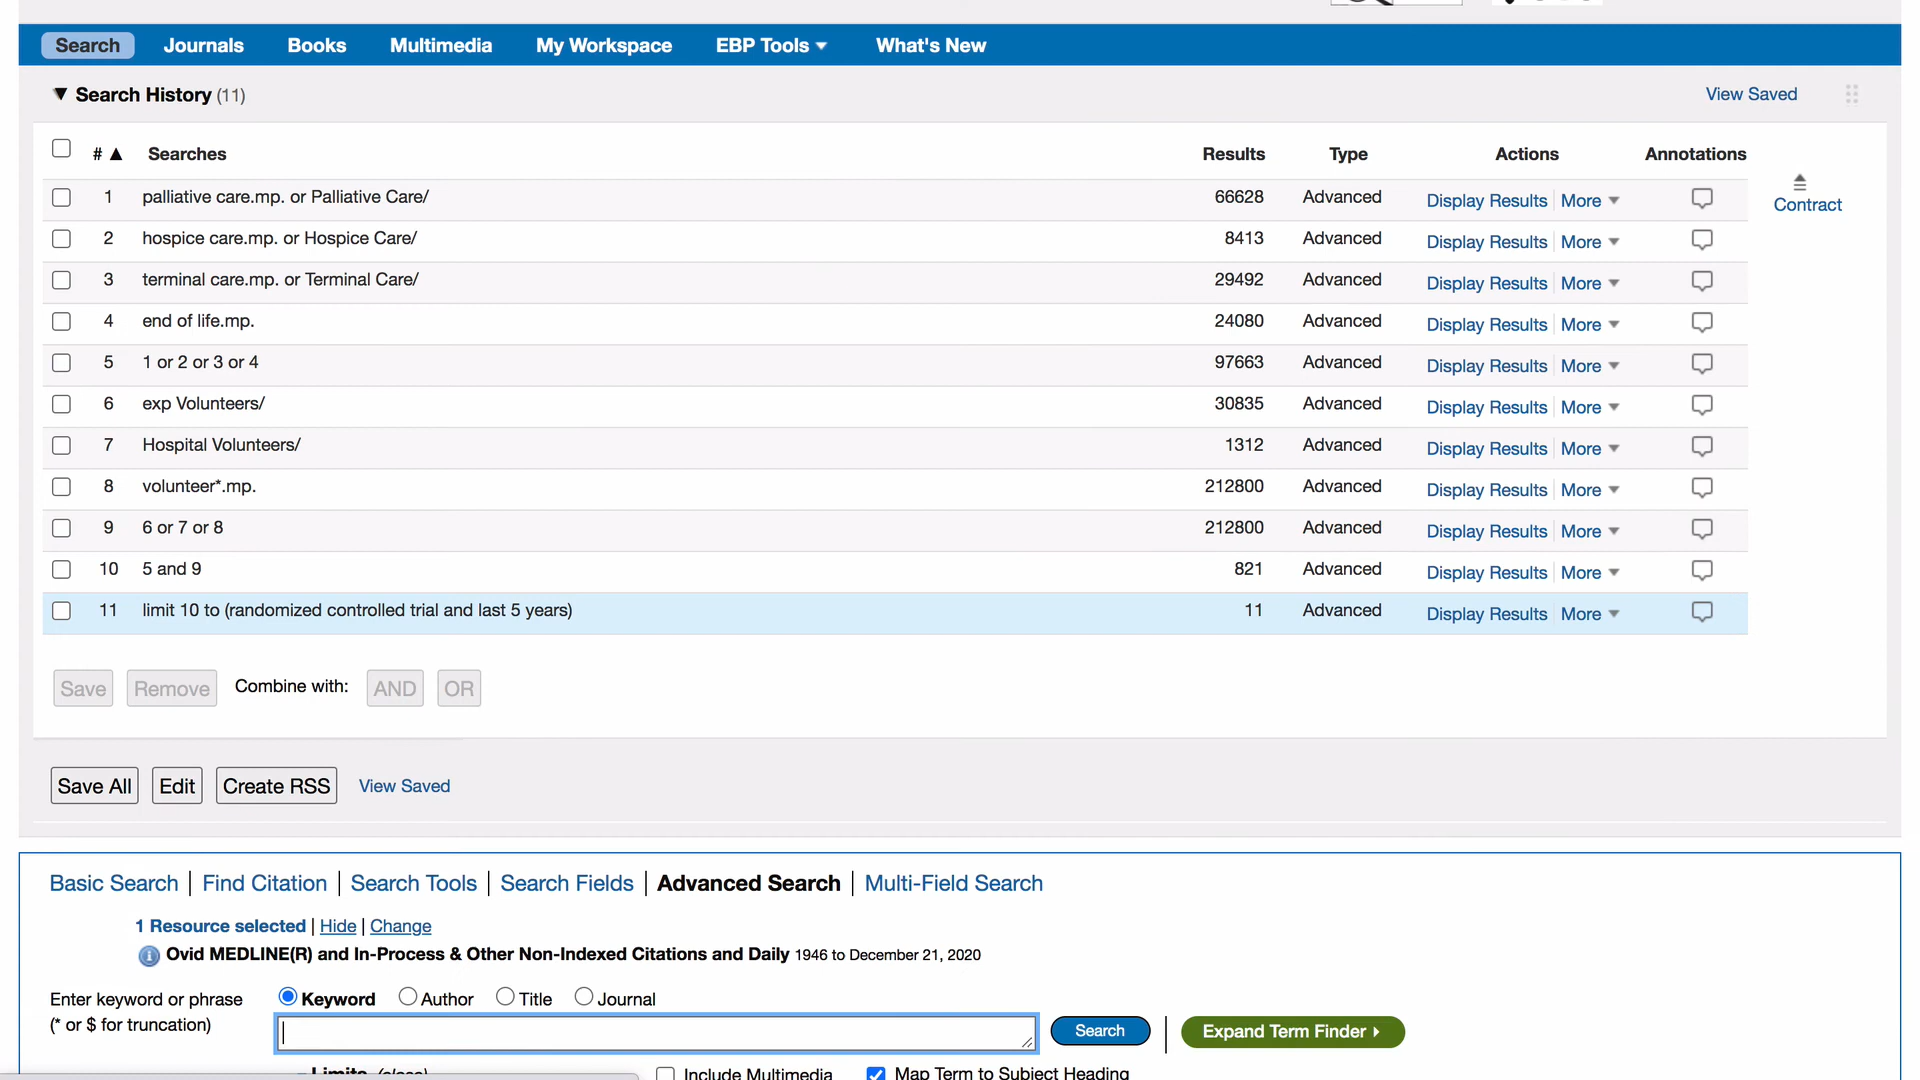 Search Journals Books Multimedia My Workspace EBP Tools What's New
Search History (11) View Saved
# Searches Results Type Actions Annotations
1 palliative care.mp. or Palliative Care/ 66628 Advanced Display Results More
Contract
2 hospice care.mp. or Hospice Care/ 8413 Advanced Display Results More
3 terminal care.mp. or Terminal Care/ 29492 Advanced Display Results More
4 end of life.mp. 24080 Advanced Display Results More
5 1 or 2 or 3 or 4 97663 Advanced Display Results More
6 exp Volunteers/ 30835 Advanced Display Results More
7 Hospital Volunteers/ 1312 Advanced Display Results More
8 volunteer*.mp. 212800 Advanced Display Results More
9 6 or 7 or 8 212800 Advanced Display Results More
10 5 and 9 821 Advanced Display Results More
11 limit 10 to (randomized controlled trial and last 5 years) 11 Advanced Display Results More
Save Remove Combine with: AND OR
Save All Edit Create RSS View Saved
Basic Search | Find Citation | Search Tools | Search Fields | Advanced Search | Multi-Field Search
1 Resource selected | Hide | Change
Ovid MEDLINE(R) and In-Process & Other Non-Indexed Citations and Daily 1946 to December 21, 2020
Enter keyword or phrase Keyword Author Title Journal
(* or $ for truncation) Search Expand Term Finder
Limits (close) Include Multimedia Map Term to Subject Heading